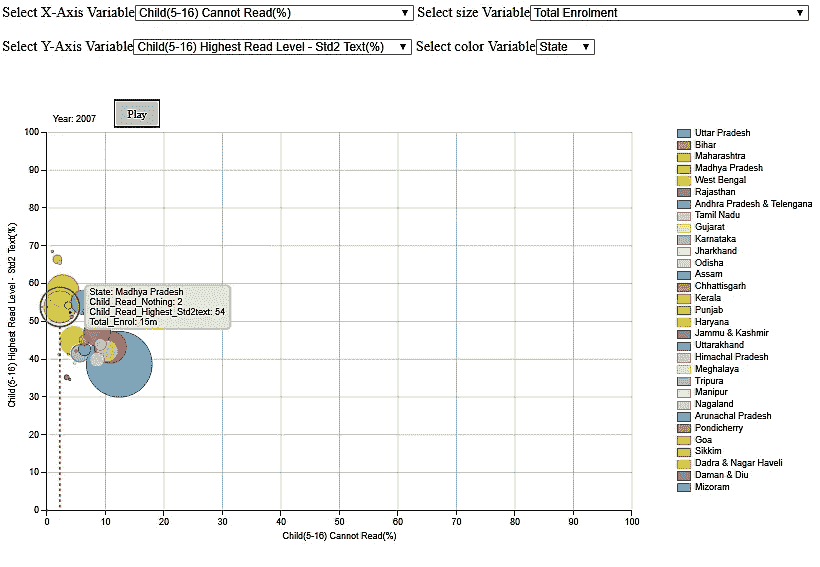 Select X-Axis Variable Child(5-16) Cannot Read(%) Select size Variable Total Enrolment
Select Y-Axis Variable Child(5-16) Highest Read Level - Std2 Text(%) Select color Variable State
Year: 2007
Play
100
90
80
70
60
50
40
30
20
10
0
Child(5-16) Highest Read Level - Std2 Text(%)
State: Madhya Pradesh
Child_Read_Nothing: 2
Child_Read_Highest_Std2text: 54
Total_Enrol: 15m
0 10 20 30 40 50 60 70 80 90 100
Child(5-16) Cannot Read(%)
Uttar Pradesh
Bihar
Maharashtra
Madhya Pradesh
West Bengal
Rajasthan
Andhra Pradesh & Telengana
Tamil Nadu
Gujarat
Karnataka
Jharkhand
Odisha
Assam
Chhattisgarh
Kerala
Punjab
Haryana
Jammu & Kashmir
Uttarakhand
Himachal Pradesh
Meghalaya
Tripura
Manipur
Nagaland
Arunachal Pradesh
Pondicherry
Goa
Sikkim
Dadra & Nagar Haveli
Daman & Diu
Mizoram